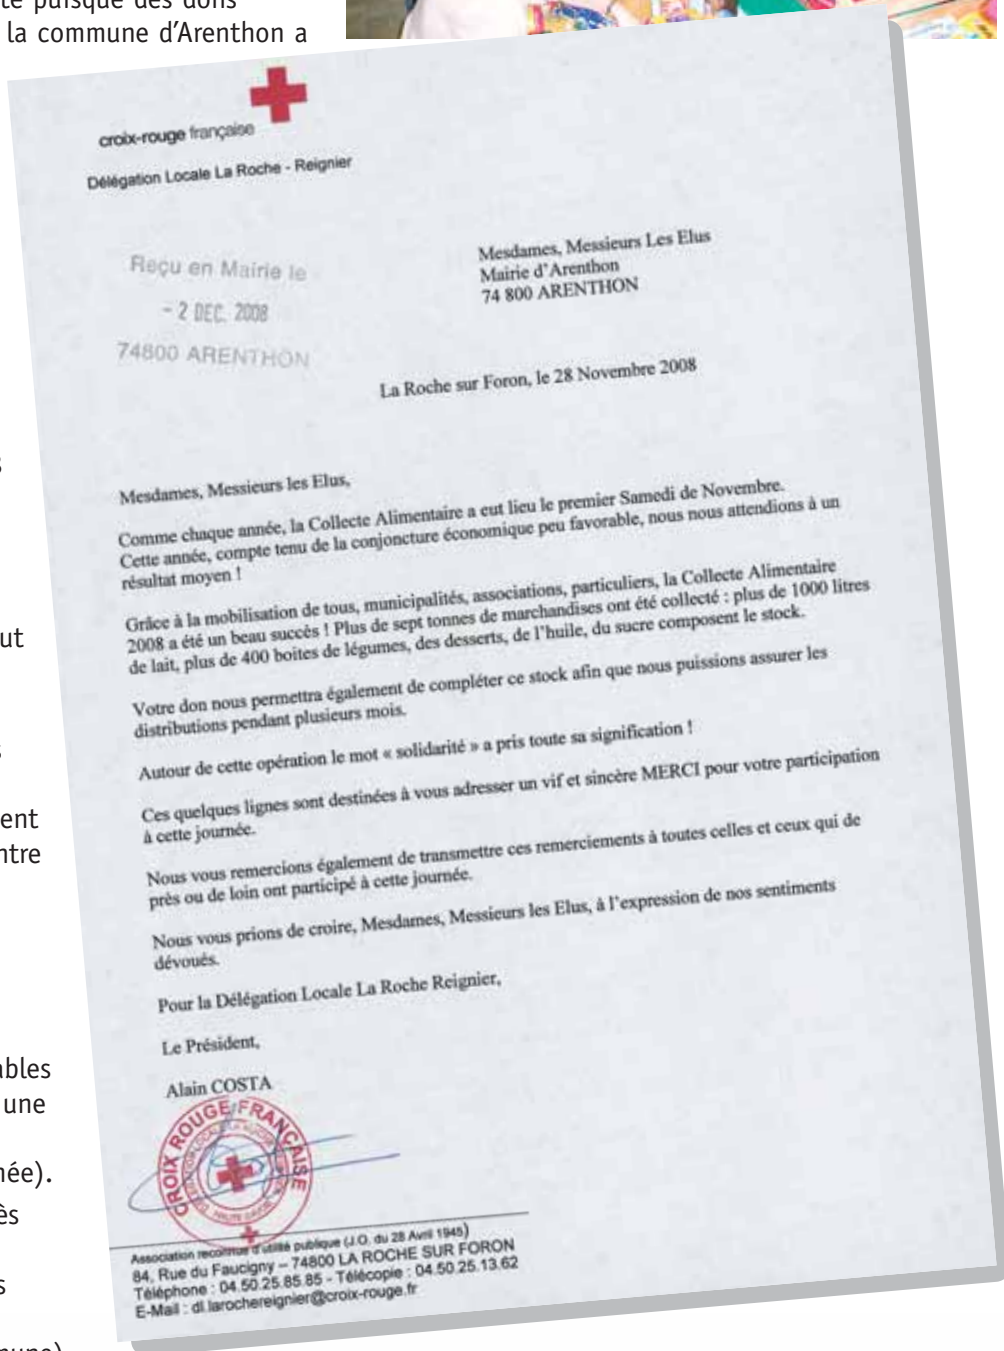 te puisque des dons
la commune d'Arenthon a
croix-rouge française
Délégation Locale La Roche - Reignier
Reçu en Mairie le
- 2 DEC. 2008
74800 ARENTHON
Mesdames, Messieurs Les Elus
Mairie d'Arenthon
74 800 ARENTHON
La Roche sur Foron, le 28 Novembre 2008
Mesdames, Messieurs les Elus,
Comme chaque année, la Collecte Alimentaire a eut lieu le premier Samedi de Novembre.
Cette année, compte tenu de la conjoncture économique peu favorable, nous nous attendions à un
résultat moyen !
Grâce à la mobilisation de tous, municipalités, associations, particuliers, la Collecte Alimentaire
2008 a été un beau succès ! Plus de sept tonnes de marchandises ont été collecté : plus de 1000 litres
de lait, plus de 400 boites de légumes, des desserts, de l'huile, du sucre composent le stock.
Votre don nous permettra également de compléter ce stock afin que nous puissions assurer les
distributions pendant plusieurs mois.
Autour de cette opération le mot « solidarité » a pris toute sa signification !
Ces quelques lignes sont destinées à vous adresser un vif et sincère MERCI pour votre participation
à cette journée.
Nous vous remercions également de transmettre ces remerciements à toutes celles et ceux qui de
près ou de loin ont participé à cette journée.
Nous vous prions de croire, Mesdames, Messieurs les Elus, à l'expression de nos sentiments
dévoués.
Pour la Délégation Locale La Roche Reignier,
Le Président,
Alain COSTA
CROIX ROUGE FRANÇAISE
HAUTE SAVOIE
Association reconnue d'utilité publique (J.O. du 28 Avril 1945)
84, Rue du Faucigny – 74800 LA ROCHE SUR FORON
Téléphone : 04.50.25.85.85 - Télécopie : 04.50.25.13.62
E-Mail : dl.larochereignier@croix-rouge.fr
s
ut
s
ent
ntre
ables
une
née).
ès
s